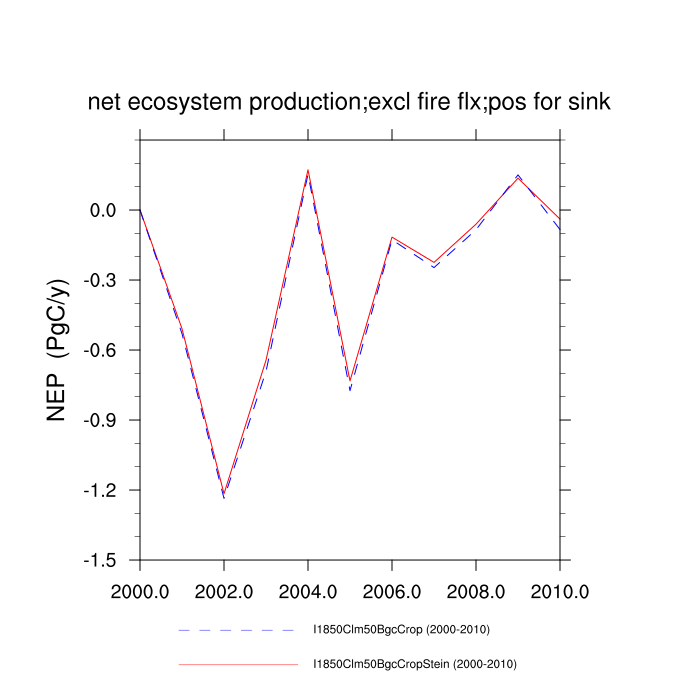 net ecosystem production;excl fire flx;pos for sink
NEP (PgC/y)
0.0
-0.3
-0.6
-0.9
-1.2
-1.5
2000.0 2002.0 2004.0 2006.0 2008.0 2010.0
I1850Clm50BgcCrop (2000-2010)
I1850Clm50BgcCropStein (2000-2010)